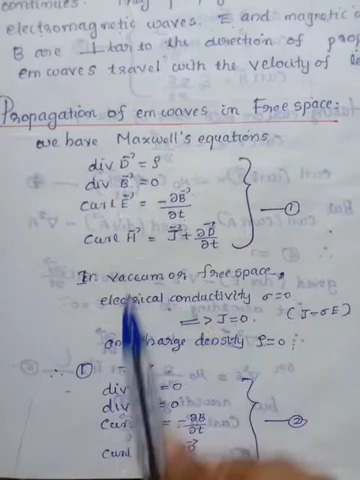 continues.
electromagnetic waves. E and magnetic
B are ⊥ lar to the direction of prop
em waves travel with the velocity of
Propagation of em waves in Free space:
we have Maxwell's equations
div D⃗ = ρ
div B⃗ = 0
curl E⃗ = -∂B⃗/∂t
curl H⃗ = J⃗ + ∂D⃗/∂t
①
In vaccum or free space,
electrical conductivity σ=0
=> J=0. (J=σE)
charge density ρ=0
∴ ①
div =0
div =0
= -∂B/∂t
②
curl